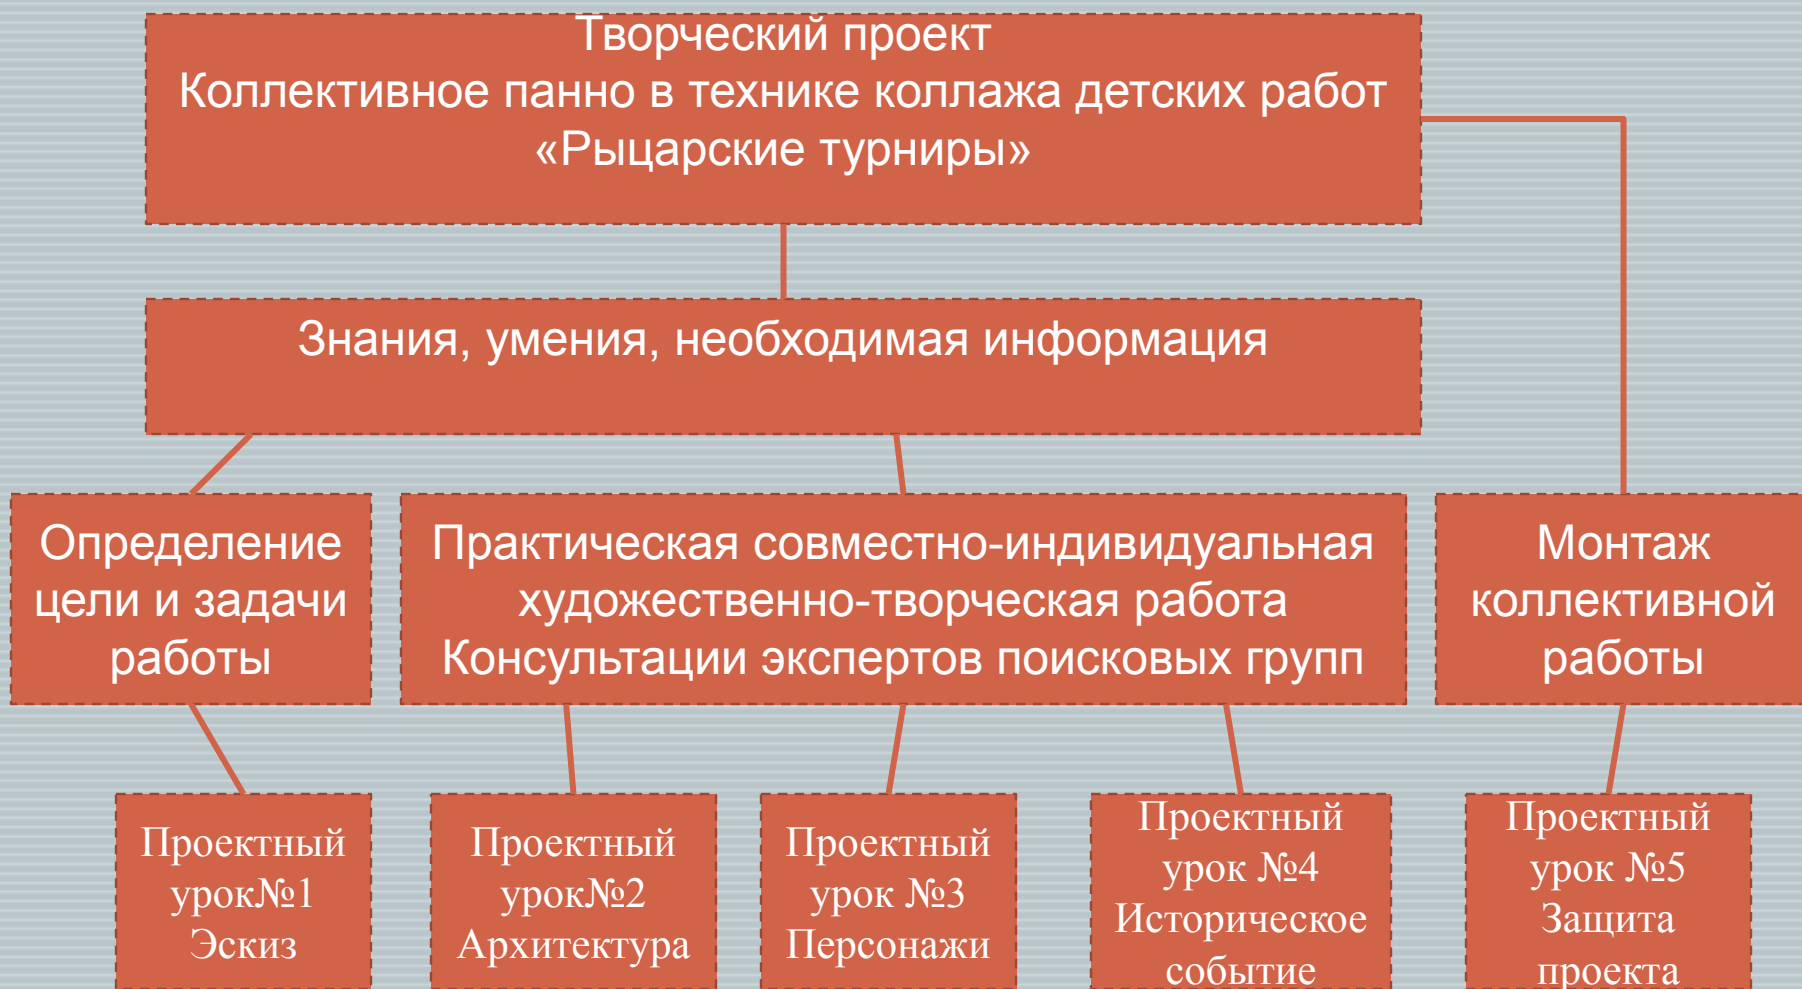 Творческий проект
Коллективное панно в технике коллажа детских работ
«Рыцарские турниры»
Знания, умения, необходимая информация
Определение
цели и задачи
работы
Практическая совместно-индивидуальная
художественно-творческая работа
Консультации экспертов поисковых групп
Монтаж
коллективной
работы
Проектный
урок№1
Эскиз
Проектный
урок№2
Архитектура
Проектный
урок №3
Персонажи
Проектный
урок №4
Историческое
событие
Проектный
урок №5
Защита
проекта